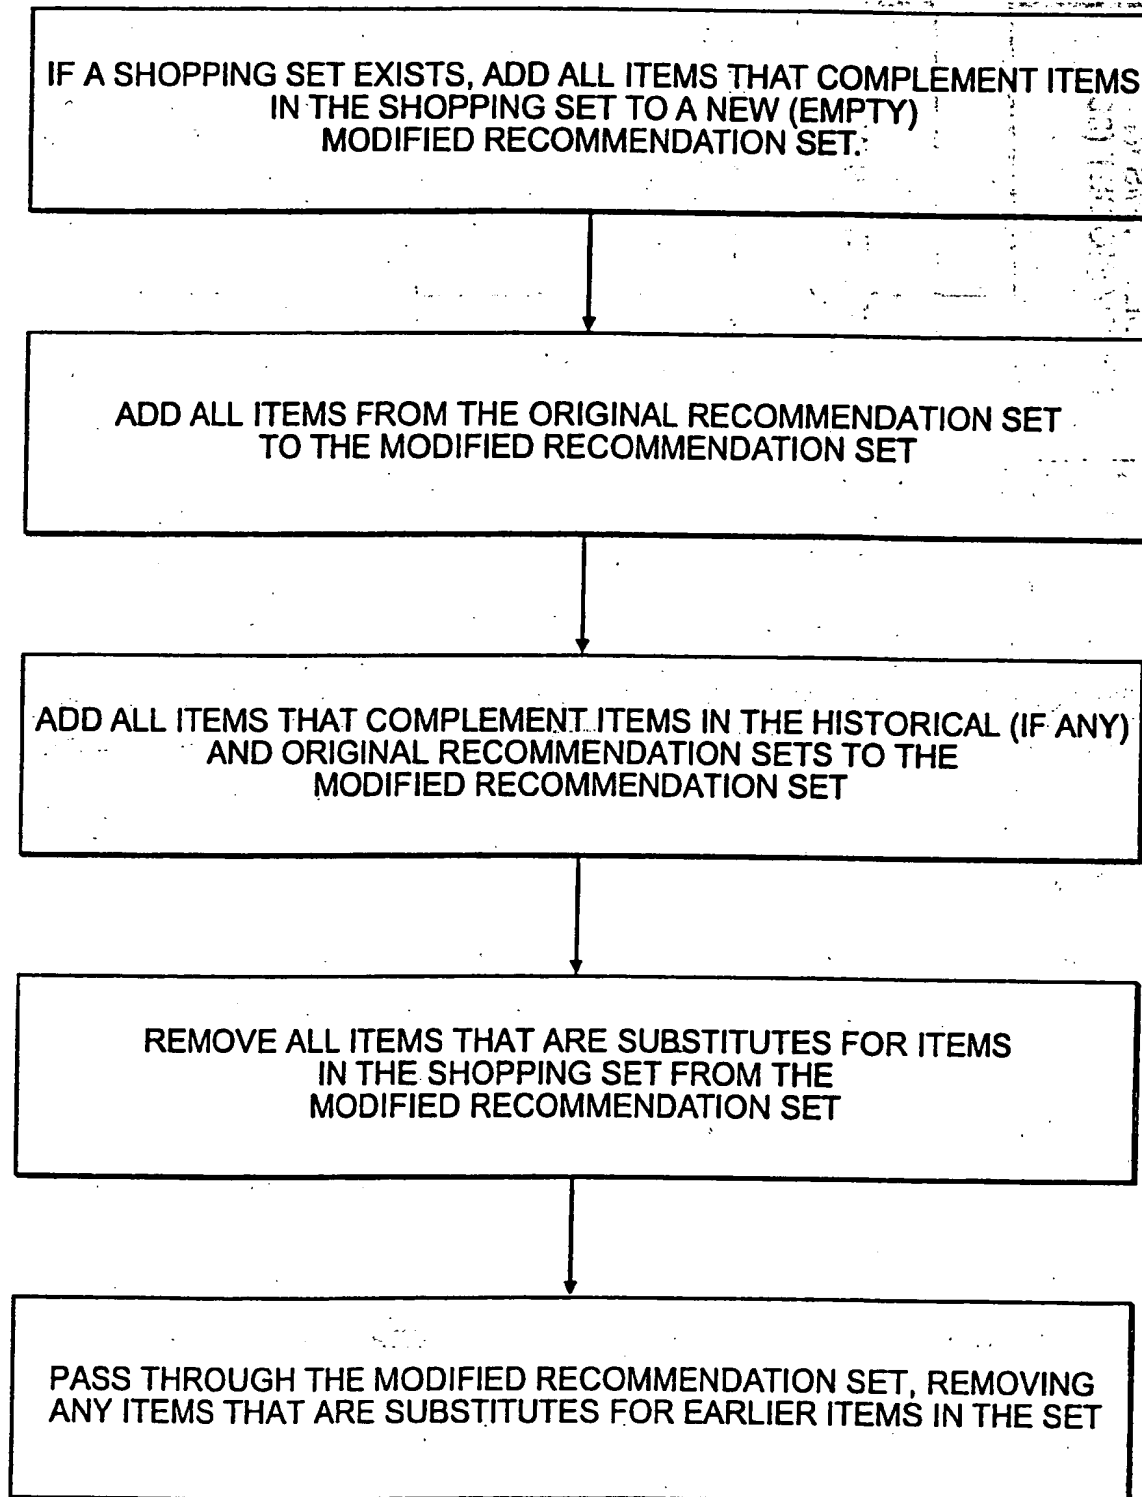 IF A SHOPPING SET EXISTS, ADD ALL ITEMS THAT COMPLEMENT ITEMS
IN THE SHOPPING SET TO A NEW (EMPTY)
MODIFIED RECOMMENDATION SET.
ADD ALL ITEMS FROM THE ORIGINAL RECOMMENDATION SET
TO THE MODIFIED RECOMMENDATION SET
ADD ALL ITEMS THAT COMPLEMENT ITEMS IN THE HISTORICAL (IF ANY)
AND ORIGINAL RECOMMENDATION SETS TO THE
MODIFIED RECOMMENDATION SET
REMOVE ALL ITEMS THAT ARE SUBSTITUTES FOR ITEMS
IN THE SHOPPING SET FROM THE
MODIFIED RECOMMENDATION SET
PASS THROUGH THE MODIFIED RECOMMENDATION SET, REMOVING
ANY ITEMS THAT ARE SUBSTITUTES FOR EARLIER ITEMS IN THE SET